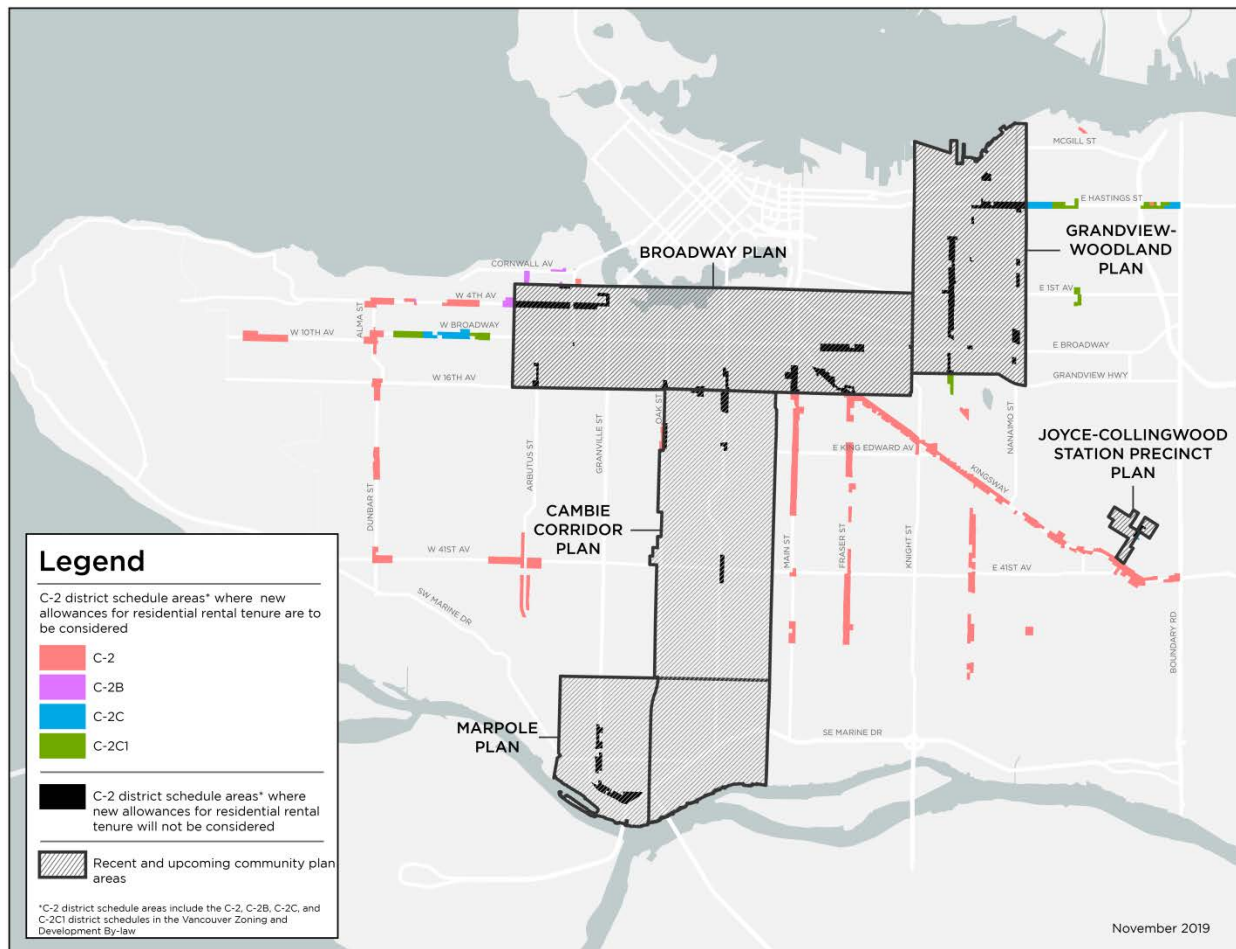 MCGILL ST
E HASTINGS ST
GRANDVIEW-
WOODLAND
PLAN
BROADWAY PLAN
CORNWALL AV
W 4TH AV
E 1ST AV
ALMA ST
W BROADWAY
W 10TH AV
E BROADWAY
W 16TH AV
GRANDVIEW HWY
OAK ST
NANAIMO ST
JOYCE-COLLINGWOOD
STATION PRECINCT
PLAN
ARBUTUS ST
GRANVILLE ST
E KING EDWARD AV
KINGSWAY
DUNBAR ST
CAMBIE
CORRIDOR
PLAN
MAIN ST
FRASER ST
KNIGHT ST
W 41ST AV
E 41ST AV
SW MARINE DR
BOUNDARY RD
MARPOLE
PLAN
SE MARINE DR
Legend
C-2 district schedule areas* where new
allowances for residential rental tenure are to
be considered
C-2
C-2B
C-2C
C-2C1
C-2 district schedule areas* where
new allowances for residential rental
tenure will not be considered
Recent and upcoming community plan
areas
*C-2 district schedule areas include the C-2, C-2B, C-2C, and
C-2C1 district schedules in the Vancouver Zoning and
Development By-law
November 2019